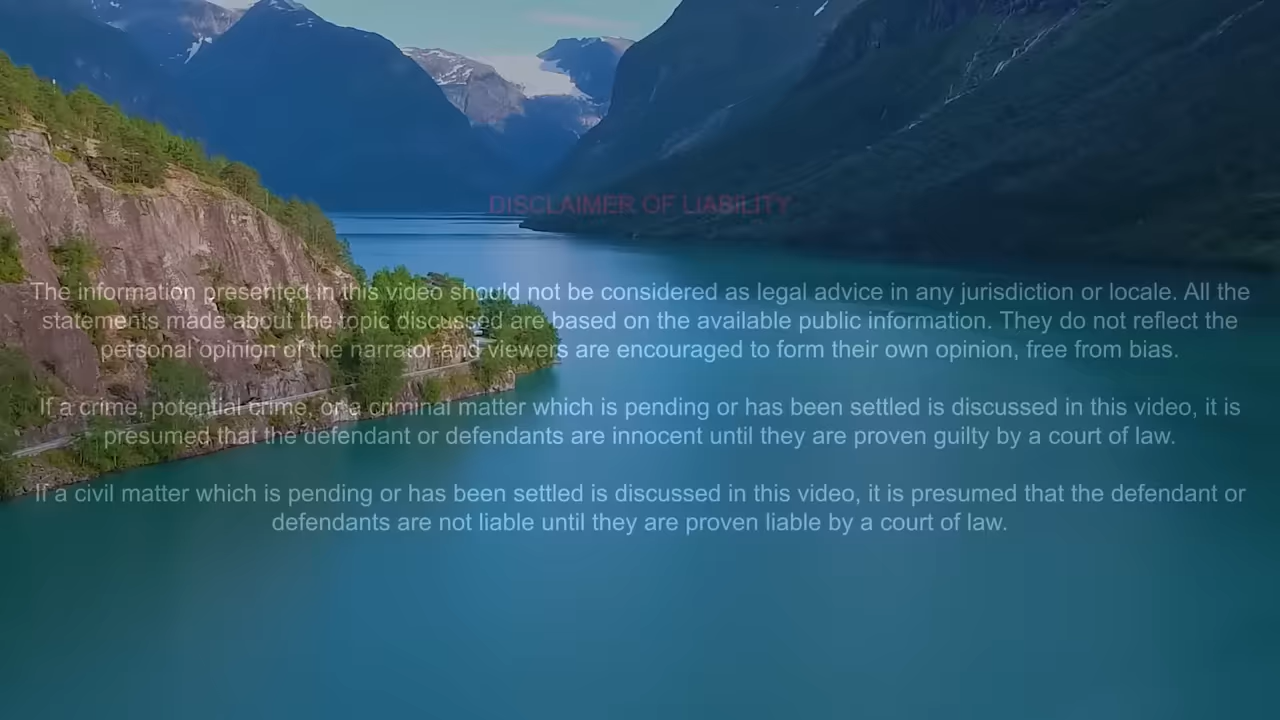 DISCLAIMER OF LIABILITY
The information presented in this video should not be considered as legal advice in any jurisdiction or locale. All the
statements made about the topic discussed are based on the available public information. They do not reflect the
personal opinion of the narrator and viewers are encouraged to form their own opinion, free from bias.
If a crime, potential crime, or criminal matter which is pending or has been settled is discussed in this video, it is
presumed that the defendant or defendants are innocent until they are proven guilty by a court of law.
If a civil matter which is pending or has been settled is discussed in this video, it is presumed that the defendant or
defendants are not liable until they are proven liable by a court of law.